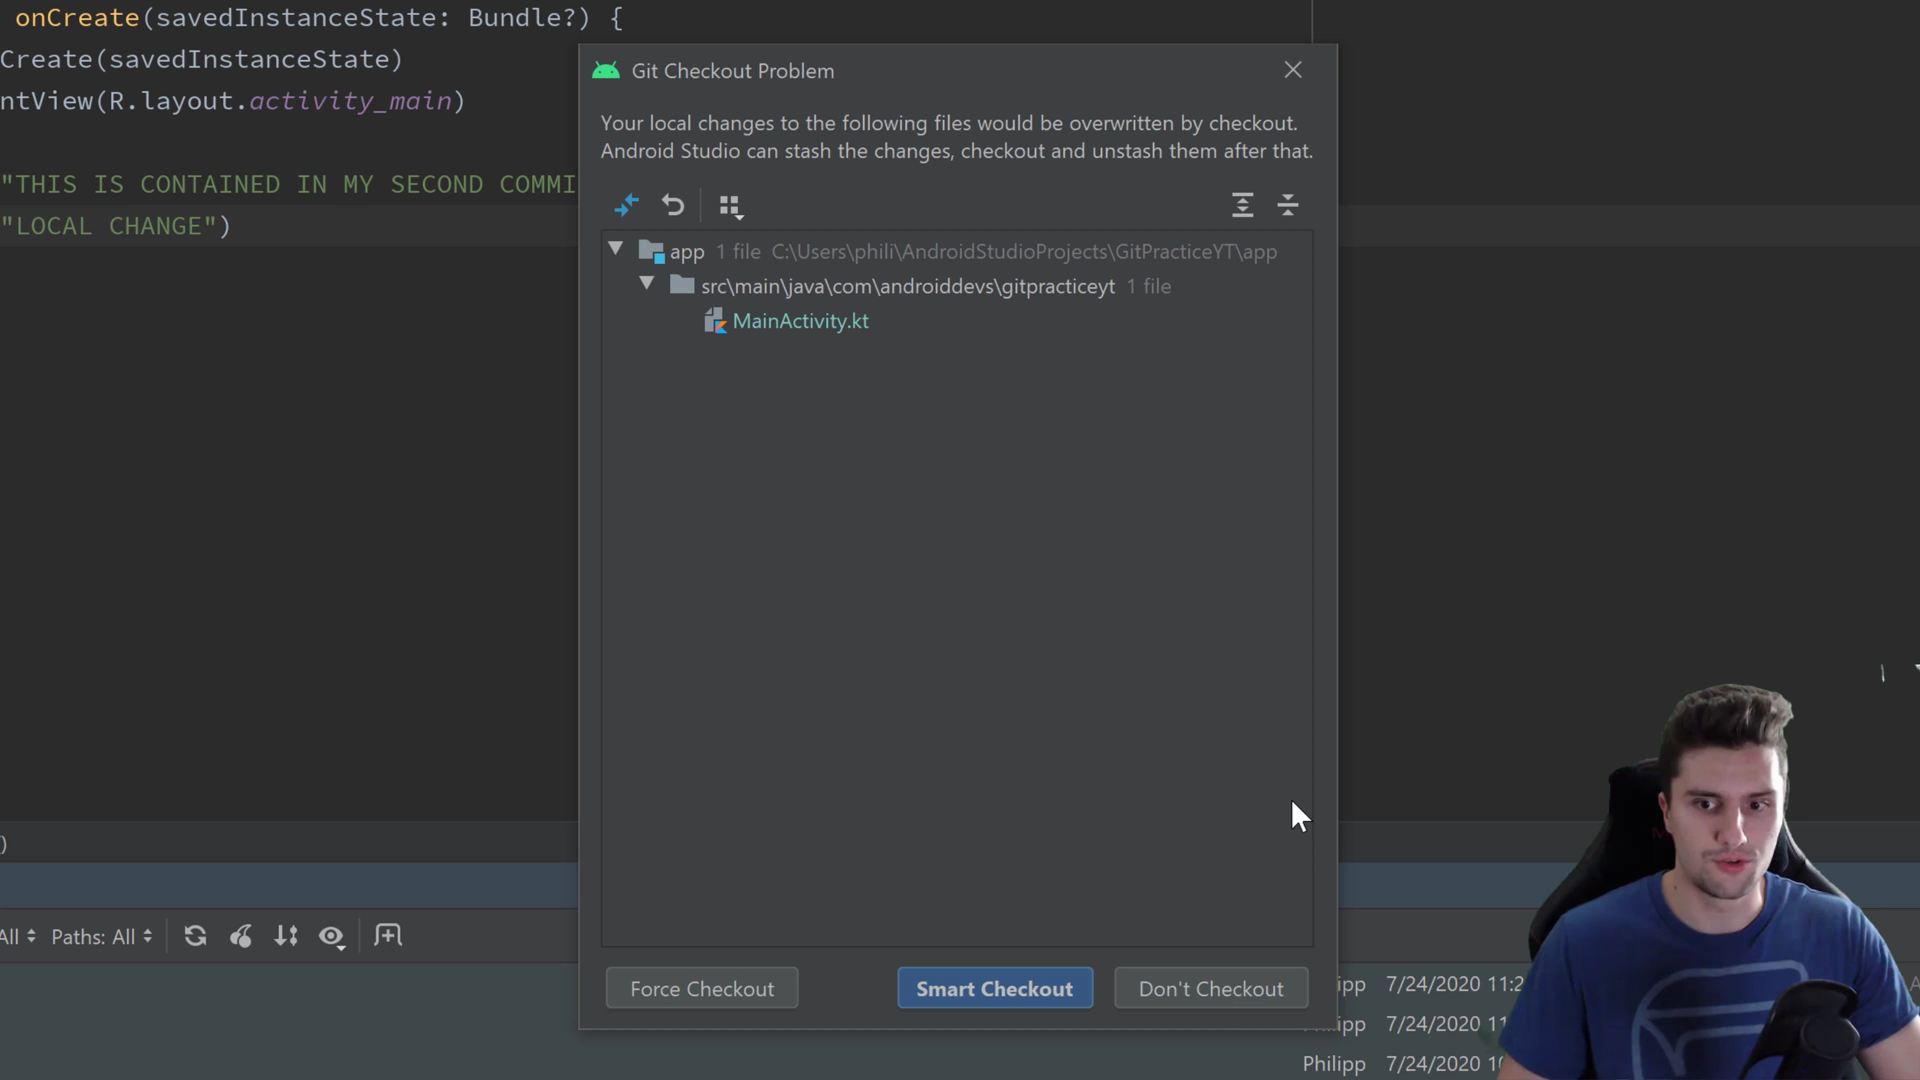 onCreate(savedInstanceState: Bundle?) {
Create(savedInstanceState)
ntView(R.layout.activity_main)
"THIS IS CONTAINED IN MY SECOND COMMI
"LOCAL CHANGE")
Git Checkout Problem
Your local changes to the following files would be overwritten by checkout.
Android Studio can stash the changes, checkout and unstash them after that.
app 1 file C:\Users\phili\AndroidStudioProjects\GitPracticeYT\app
src\main\java\com\androiddevs\gitpracticeyt 1 file
MainActivity.kt
Force Checkout Smart Checkout Don't Checkout
)
All Paths: All
ipp 7/24/2020 11:2
ipp 7/24/2020 11
Philipp 7/24/2020 10